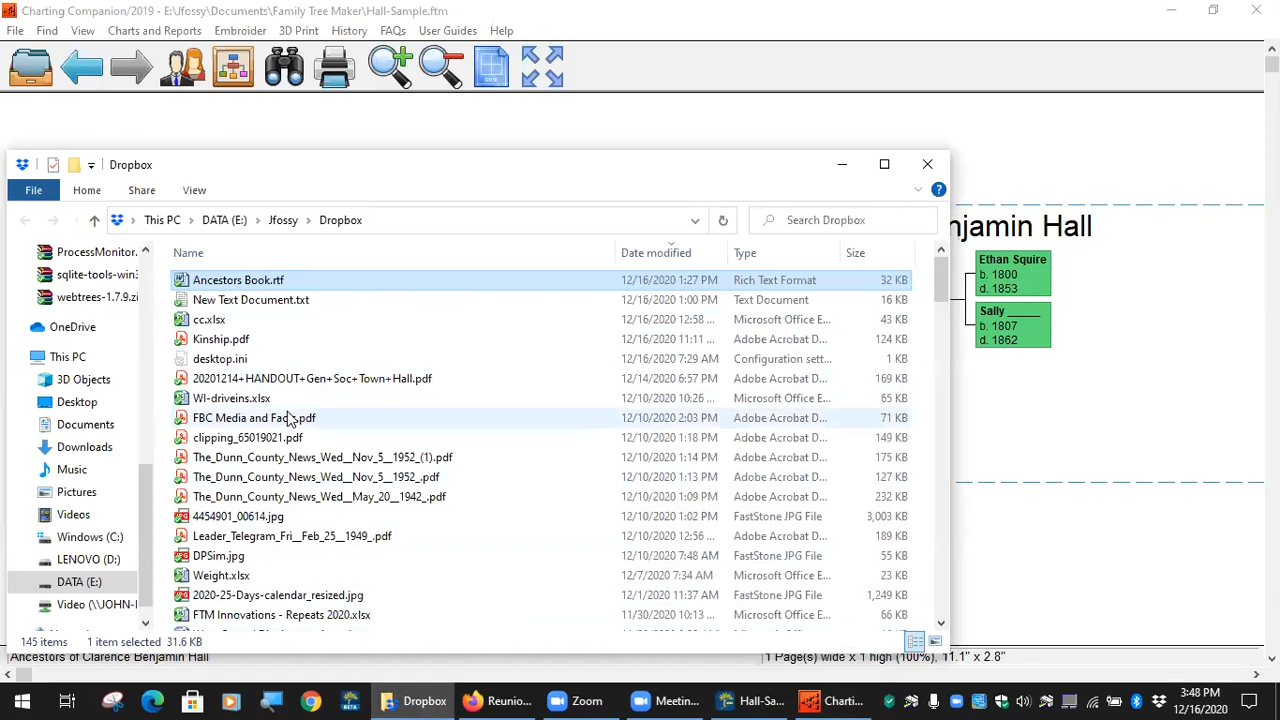 Charting Companion/2019 - E:\Jfossy\Documents\Family Tree Maker\Hall-Sample.ftm
File Find View Charts and Reports Embroider 3D Print History FAQs User Guides Help
Dropbox
File Home Share View
This PC > DATA (E:) > Jfossy > Dropbox
Search Dropbox
njamin Hall
Ethan Squire
b. 1800
d. 1853
Sally _____
b. 1807
d. 1862
ProcessMonitor.
sqlite-tools-win3
webtrees-1.7.9.zi
OneDrive
This PC
3D Objects
Desktop
Documents
Downloads
Music
Pictures
Videos
Windows (C:)
LENOVO (D:)
DATA (E:)
Video (\\JOHN-I
Name Date modified Type Size
Ancestors Book.rtf 12/16/2020 1:27 PM Rich Text Format 32 KB
New Text Document.txt 12/16/2020 1:00 PM Text Document 16 KB
cc.xlsx 12/16/2020 12:58 ... Microsoft Office E... 43 KB
Kinship.pdf 12/16/2020 11:11 ... Adobe Acrobat D... 124 KB
desktop.ini 12/16/2020 7:29 AM Configuration sett... 1 KB
20201214+HANDOUT+Gen+Soc+Town+Hall.pdf 12/14/2020 6:57 PM Adobe Acrobat D... 169 KB
WI-driveins.xlsx 12/10/2020 10:26 ... Microsoft Office E... 65 KB
FBC Media and Fac .pdf 12/10/2020 2:03 PM Adobe Acrobat D... 71 KB
clipping_65019021.pdf 12/10/2020 1:18 PM Adobe Acrobat D... 149 KB
The_Dunn_County_News_Wed__Nov_5__1952_(1).pdf 12/10/2020 1:14 PM Adobe Acrobat D... 175 KB
The_Dunn_County_News_Wed__Nov_5__1952_.pdf 12/10/2020 1:13 PM Adobe Acrobat D... 127 KB
The_Dunn_County_News_Wed__May_20__1942_.pdf 12/10/2020 1:09 PM Adobe Acrobat D... 232 KB
4454901_00614.jpg 12/10/2020 1:02 PM FastStone JPG File 3,003 KB
Leader_Telegram_Fri__Feb_25__1949_.pdf 12/10/2020 12:56 ... Adobe Acrobat D... 189 KB
DPSim.jpg 12/10/2020 7:48 AM FastStone JPG File 55 KB
Weight.xlsx 12/7/2020 7:34 AM Microsoft Office E... 23 KB
2020-25-Days-calendar_resized.jpg 12/1/2020 11:37 AM FastStone JPG File 1,249 KB
FTM Innovations - Repeats 2020.xlsx 11/30/2020 10:13 ... Microsoft Office E... 18 KB
145 items 1 item selected 31.6 KB
Ancestors of Clarence Benjamin Hall 1 Page(s) wide x 1 high (100%), 11.1" x 2.8"
BETA Dropbox Reunio... Zoom Meetin... Hall-Sa... Charti...
3:48 PM
12/16/2020